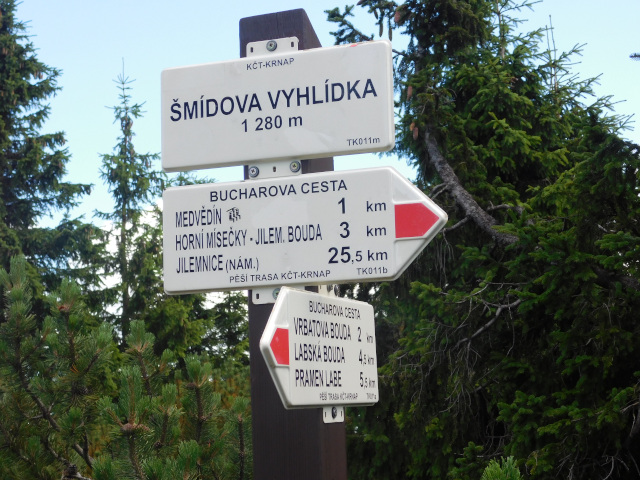 KČT-KRNAP
ŠMÍDOVA VYHLÍDKA
1 280 m
TK011m
BUCHAROVA CESTA
MEDVĚDÍN 1 km
HORNÍ MÍSEČKY - JILEM. BOUDA 3 km
JILEMNICE (NÁM.) 25,5 km
PĚŠÍ TRASA KČT-KRNAP TK011b
BUCHAROVA CESTA
VRBATOVA BOUDA 2 km
LABSKÁ BOUDA 4,5 km
PRAMEN LABE 5,5 km
PĚŠÍ TRASA KČT-KRNAP TK011a